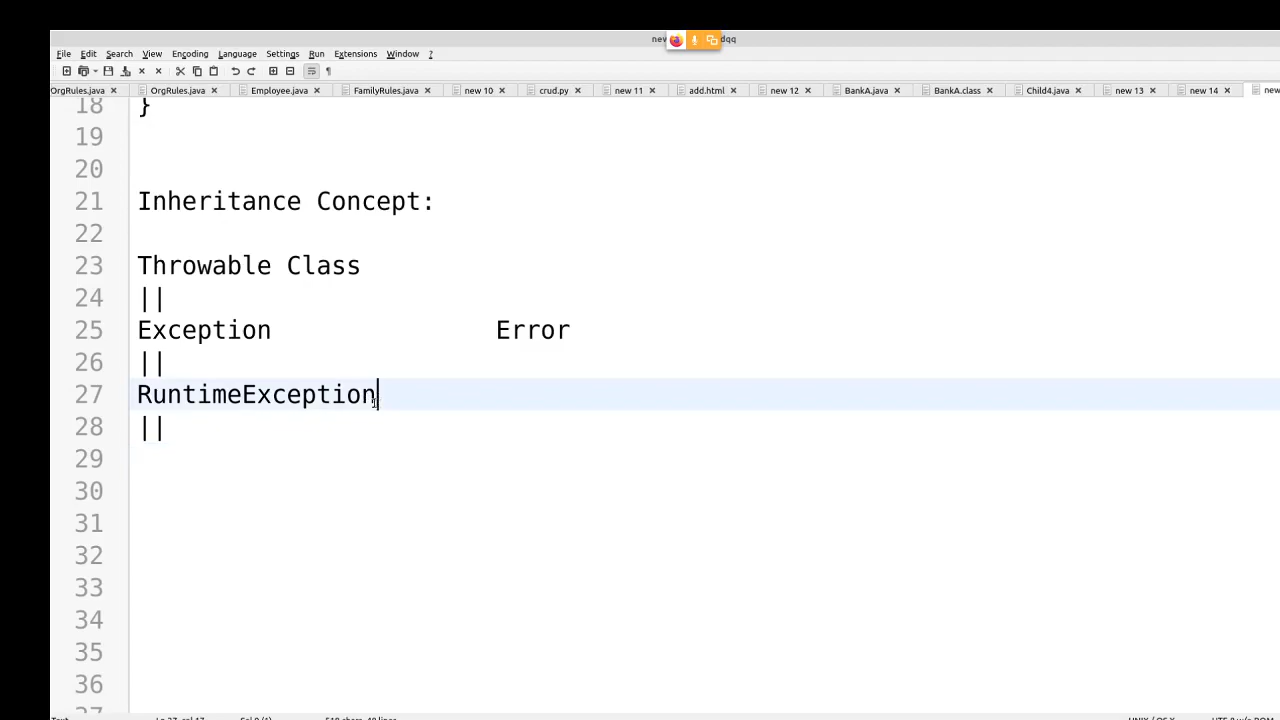 new dqq
File Edit Search View Encoding Language Settings Run Extensions Window ?
OrgRules.java OrgRules.java Employee.java FamilyRules.java new 10 crud.py new 11 add.html new 12 BankA.java BankA.class Child4.java new 13 new 14 new
18 }
19
20
21 Inheritance Concept:
22
23 Throwable Class
24 ||
25 Exception Error
26 ||
27 RuntimeException
28 ||
29
30
31
32
33
34
35
36